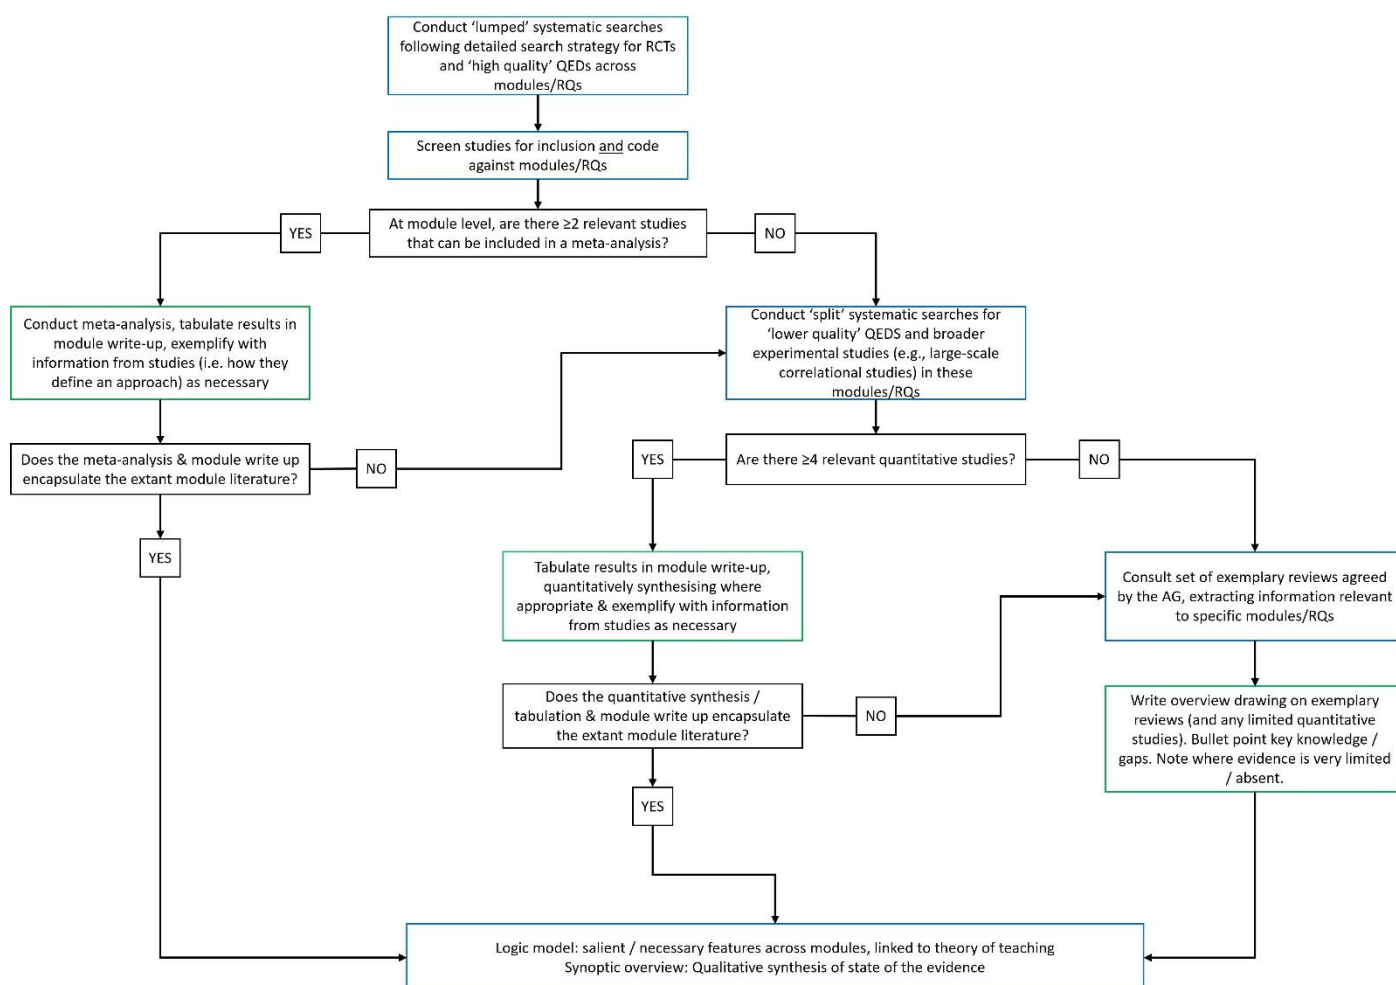 Conduct ‘lumped’ systematic searches
following detailed search strategy for RCTs
and ‘high quality’ QEDs across
modules/RQs
Screen studies for inclusion and code
against modules/RQs
At module level, are there ≥2 relevant studies
that can be included in a meta-analysis?
YES
NO
Conduct meta-analysis, tabulate results in
module write-up, exemplify with
information from studies (i.e. how they
define an approach) as necessary
Conduct ‘split’ systematic searches for
‘lower quality’ QEDS and broader
experimental studies (e.g., large-scale
correlational studies) in these
modules/RQs
Does the meta-analysis & module write up
encapsulate the extant module literature?
NO
YES
Are there ≥4 relevant quantitative studies?
YES
NO
Tabulate results in module write-up,
quantitatively synthesising where
appropriate & exemplify with information
from studies as necessary
Consult set of exemplary reviews agreed
by the AG, extracting information relevant
to specific modules/RQs
Does the quantitative synthesis /
tabulation & module write up encapsulate
the extant module literature?
NO
YES
Write overview drawing on exemplary
reviews (and any limited quantitative
studies). Bullet point key knowledge /
gaps. Note where evidence is very limited
/ absent.
Logic model: salient / necessary features across modules, linked to theory of teaching
Synoptic overview: Qualitative synthesis of state of the evidence